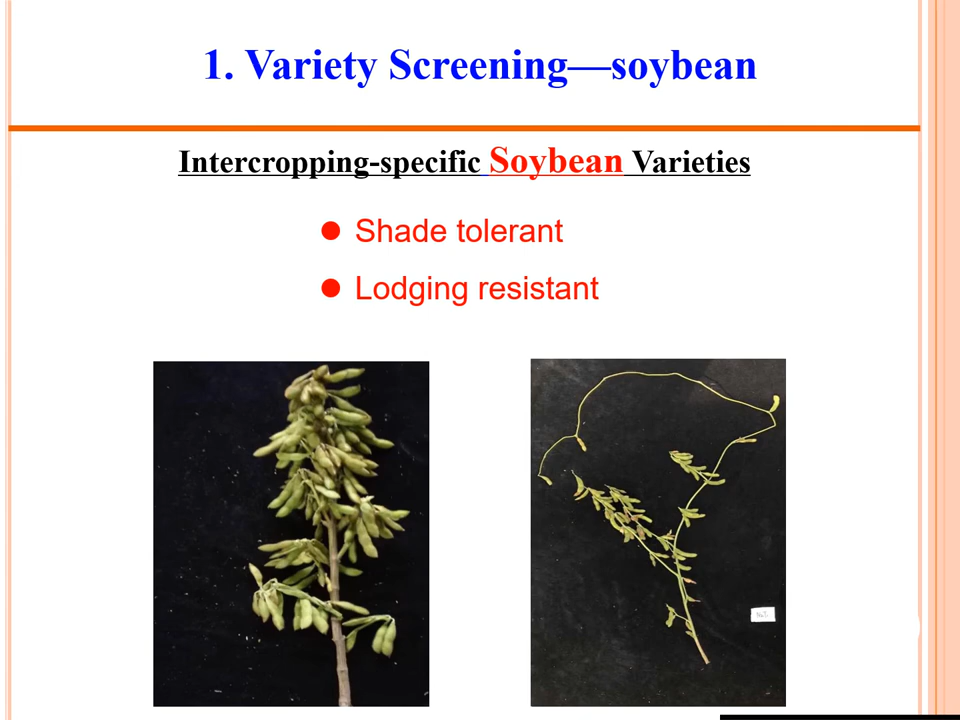 1. Variety Screening—soybean
Intercropping-specific Soybean Varieties
● Shade tolerant
● Lodging resistant